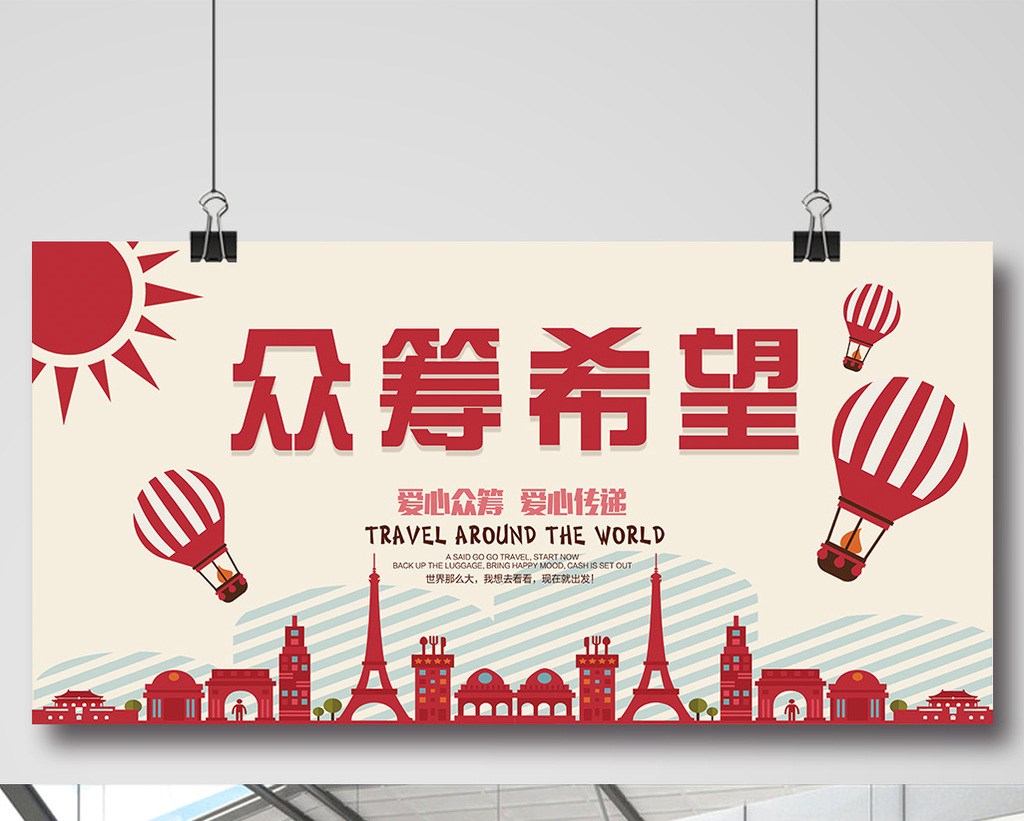 众筹希望
爱心众筹 爱心传递
TRAVEL AROUND THE WORLD
A SAID GO GO TRAVEL, START NOW
BACK UP THE LUGGAGE, BRING HAPPY MOOD, CASH IS SET OUT
世界那么大，我想去看看，现在就出发！